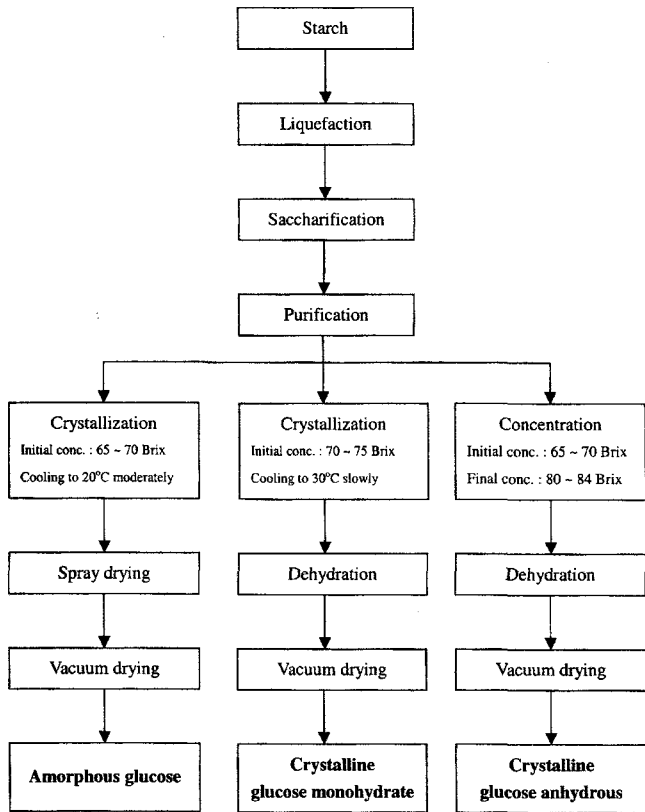 Starch
Liquefaction
Saccharification
Purification
Crystallization
Initial conc. : 65 ~ 70 Brix
Cooling to 20°C moderately
Crystallization
Initial conc. : 70 ~ 75 Brix
Cooling to 30°C slowly
Concentration
Initial conc. : 65 ~ 70 Brix
Final conc. : 80 ~ 84 Brix
Spray drying
Dehydration
Dehydration
Vacuum drying
Vacuum drying
Vacuum drying
Amorphous glucose
Crystalline
glucose monohydrate
Crystalline
glucose anhydrous